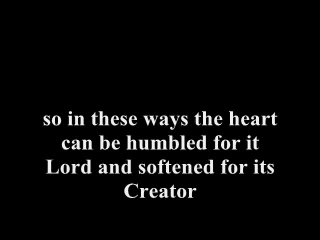 so in these ways the heart
can be humbled for it
Lord and softened for its
Creator